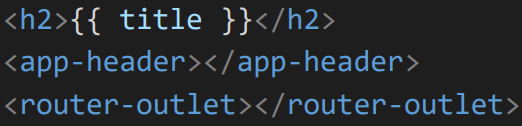 <h2>{{ title }}</h2>
<app-header></app-header>
<router-outlet></router-outlet>